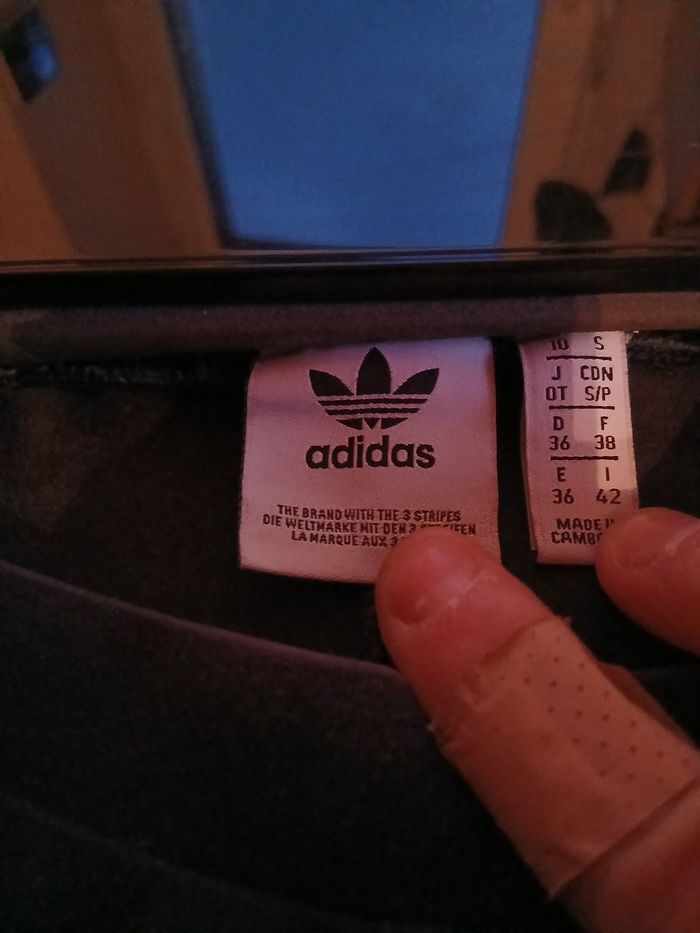 adidas
THE BRAND WITH THE 3 STRIPES
DIE WELTMARKE MIT DEN 3
LA MARQUE AUX 3
10 S
J CDN
OT S/P
D F
36 38
E I
36 42
MADE